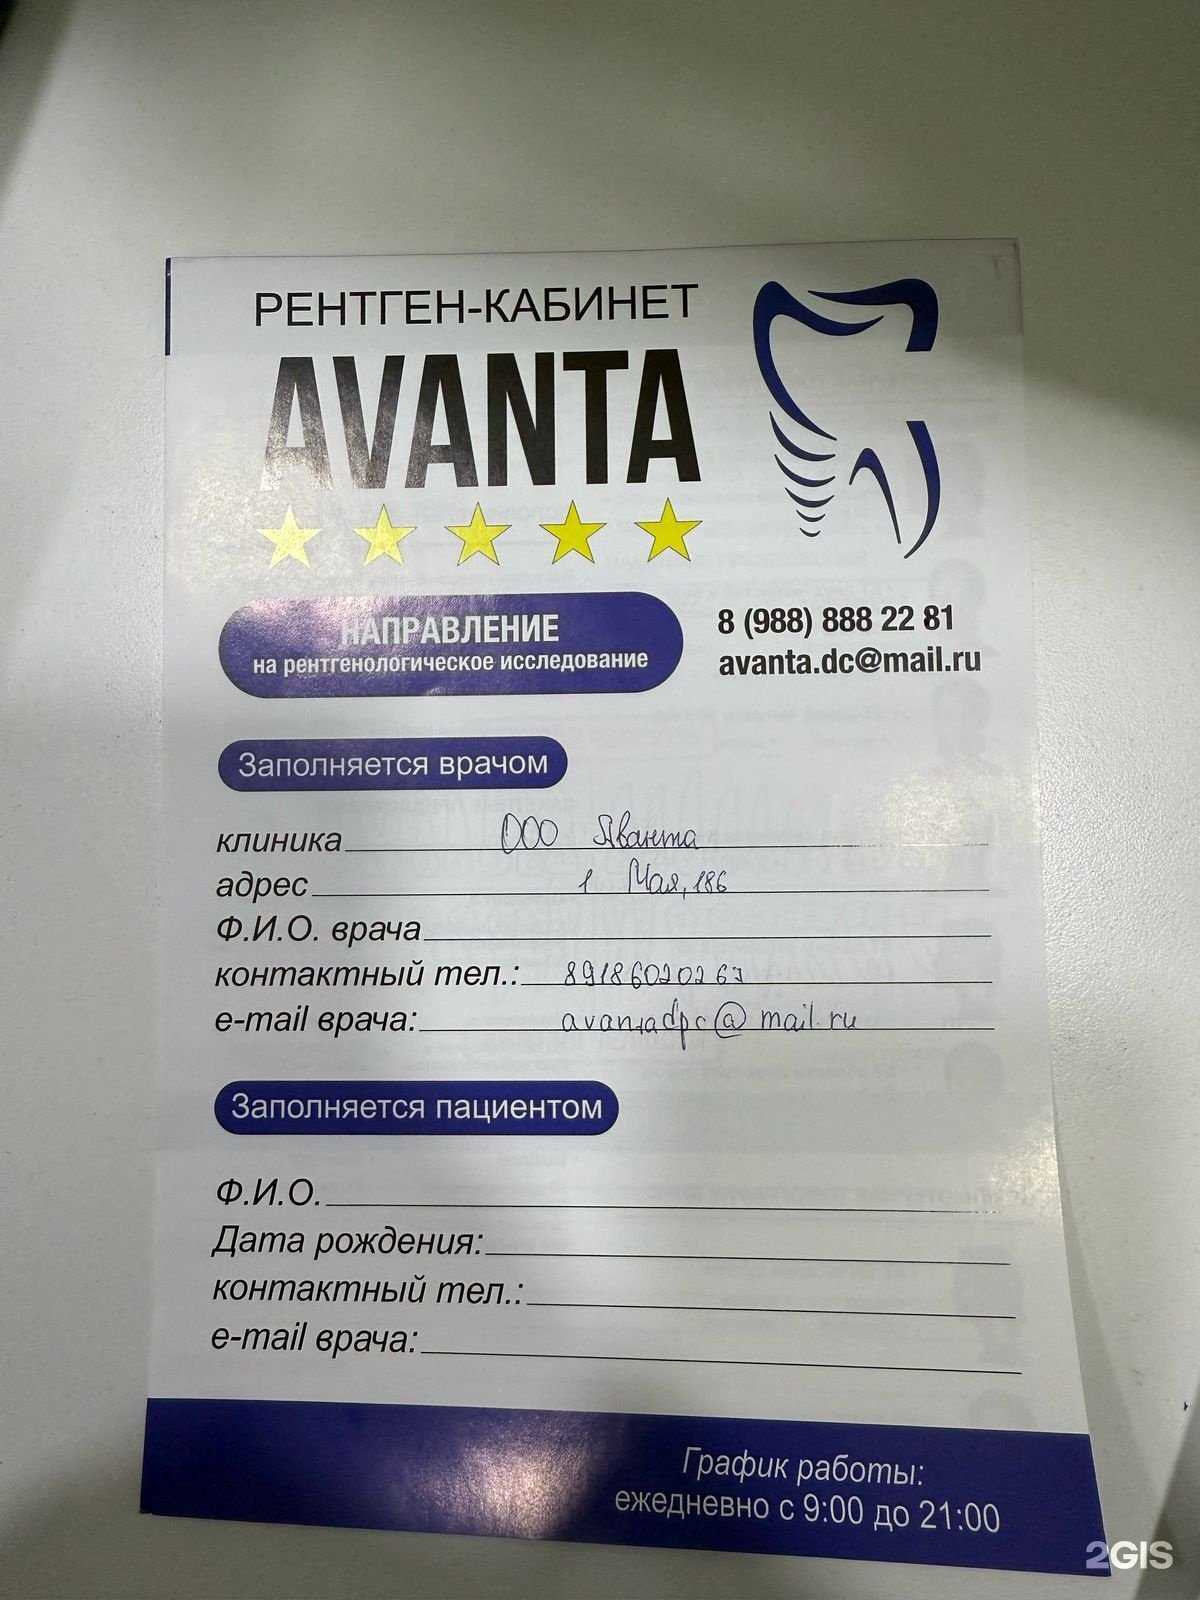 РЕНТГЕН-КАБИНЕТ
AVANTA
НАПРАВЛЕНИЕ
на рентгенологическое исследование
8 (988) 888 22 81
avanta.dc@mail.ru
Заполняется врачом
клиника ООО Аванта
адрес 1 Мая, 186
Ф.И.О. врача
контактный тел.: 89186020267
e-mail врача: avantadpc@mail.ru
Заполняется пациентом
Ф.И.О.
Дата рождения:
контактный тел.:
e-mail врача:
График работы:
ежедневно с 9:00 до 21:00
2GIS